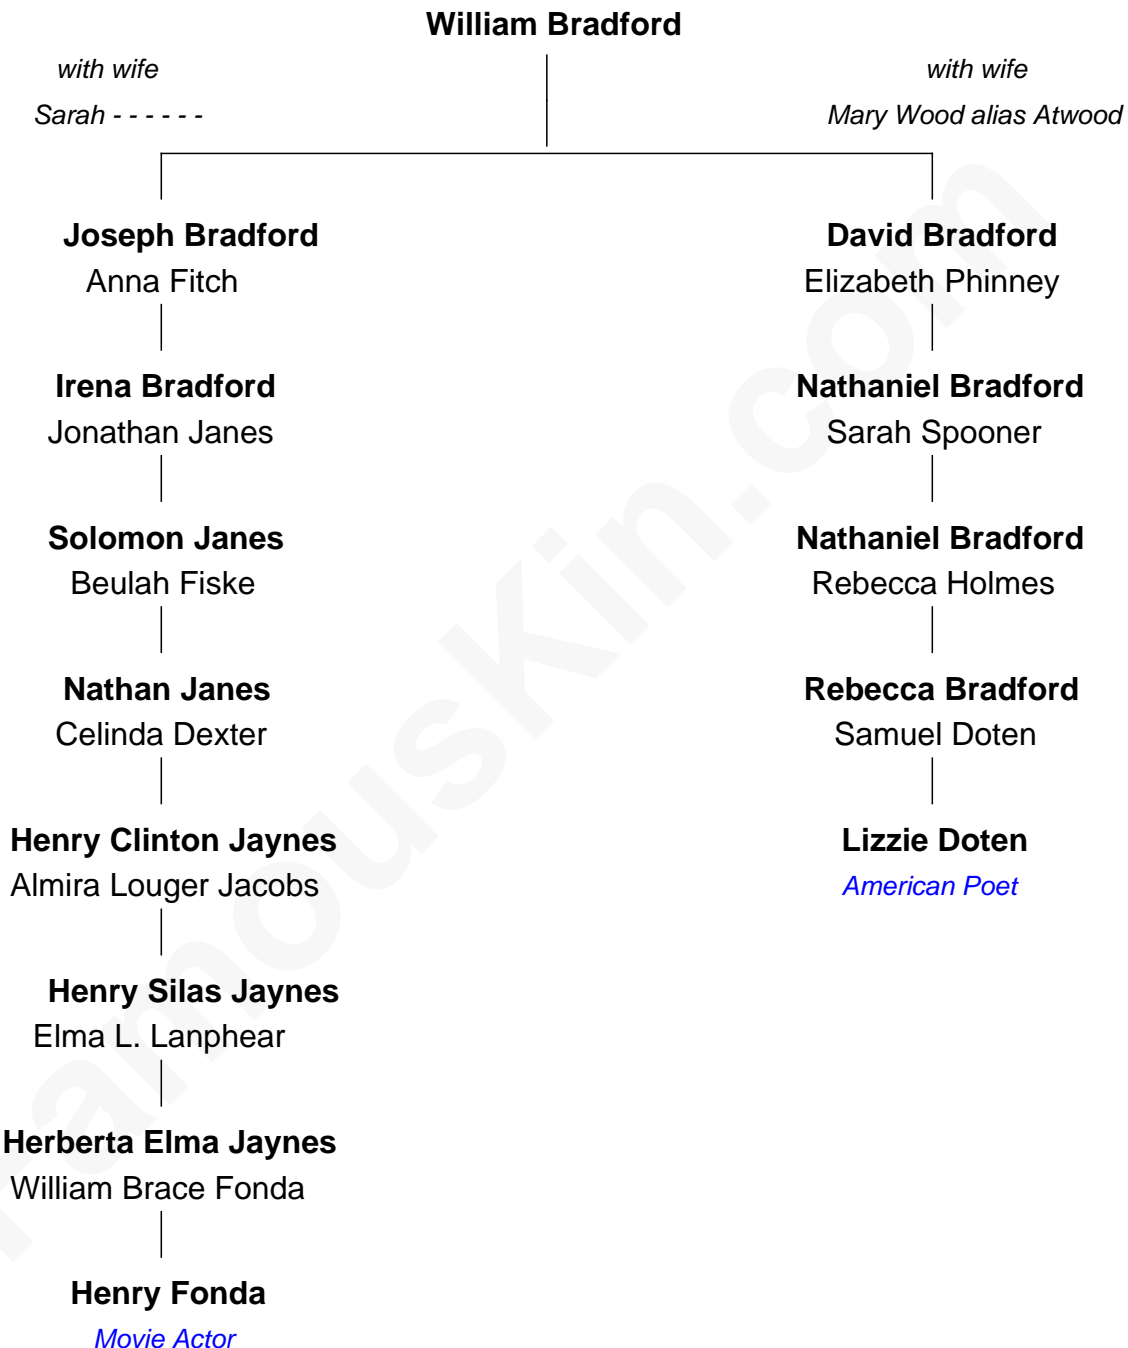 William Bradford
with wife
Sarah - - - - - -
with wife
Mary Wood alias Atwood
Joseph Bradford
Anna Fitch
David Bradford
Elizabeth Phinney
Irena Bradford
Jonathan Janes
Nathaniel Bradford
Sarah Spooner
Solomon Janes
Beulah Fiske
Nathaniel Bradford
Rebecca Holmes
Nathan Janes
Celinda Dexter
Rebecca Bradford
Samuel Doten
Henry Clinton Jaynes
Almira Louger Jacobs
Lizzie Doten
American Poet
Henry Silas Jaynes
Elma L. Lanphear
Herberta Elma Jaynes
William Brace Fonda
Henry Fonda
Movie Actor
FamousKin.com